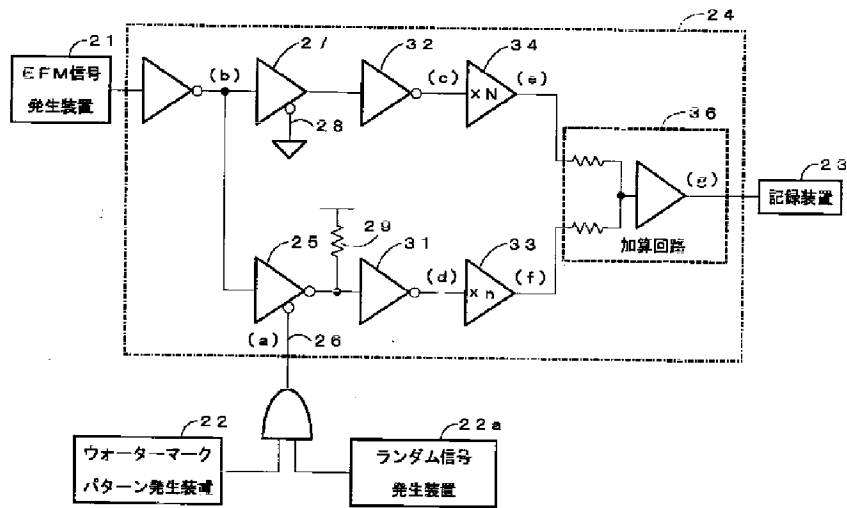 21
EFM信号
発生装置
(b)
27
28
32
(c)
34
×N
(e)
24
36
(g)
加算回路
23
記録装置
25
29
31
(d)
33
×n
(f)
(a)
26
22
ウォーターマーク
パターン発生装置
22a
ランダム信号
発生装置